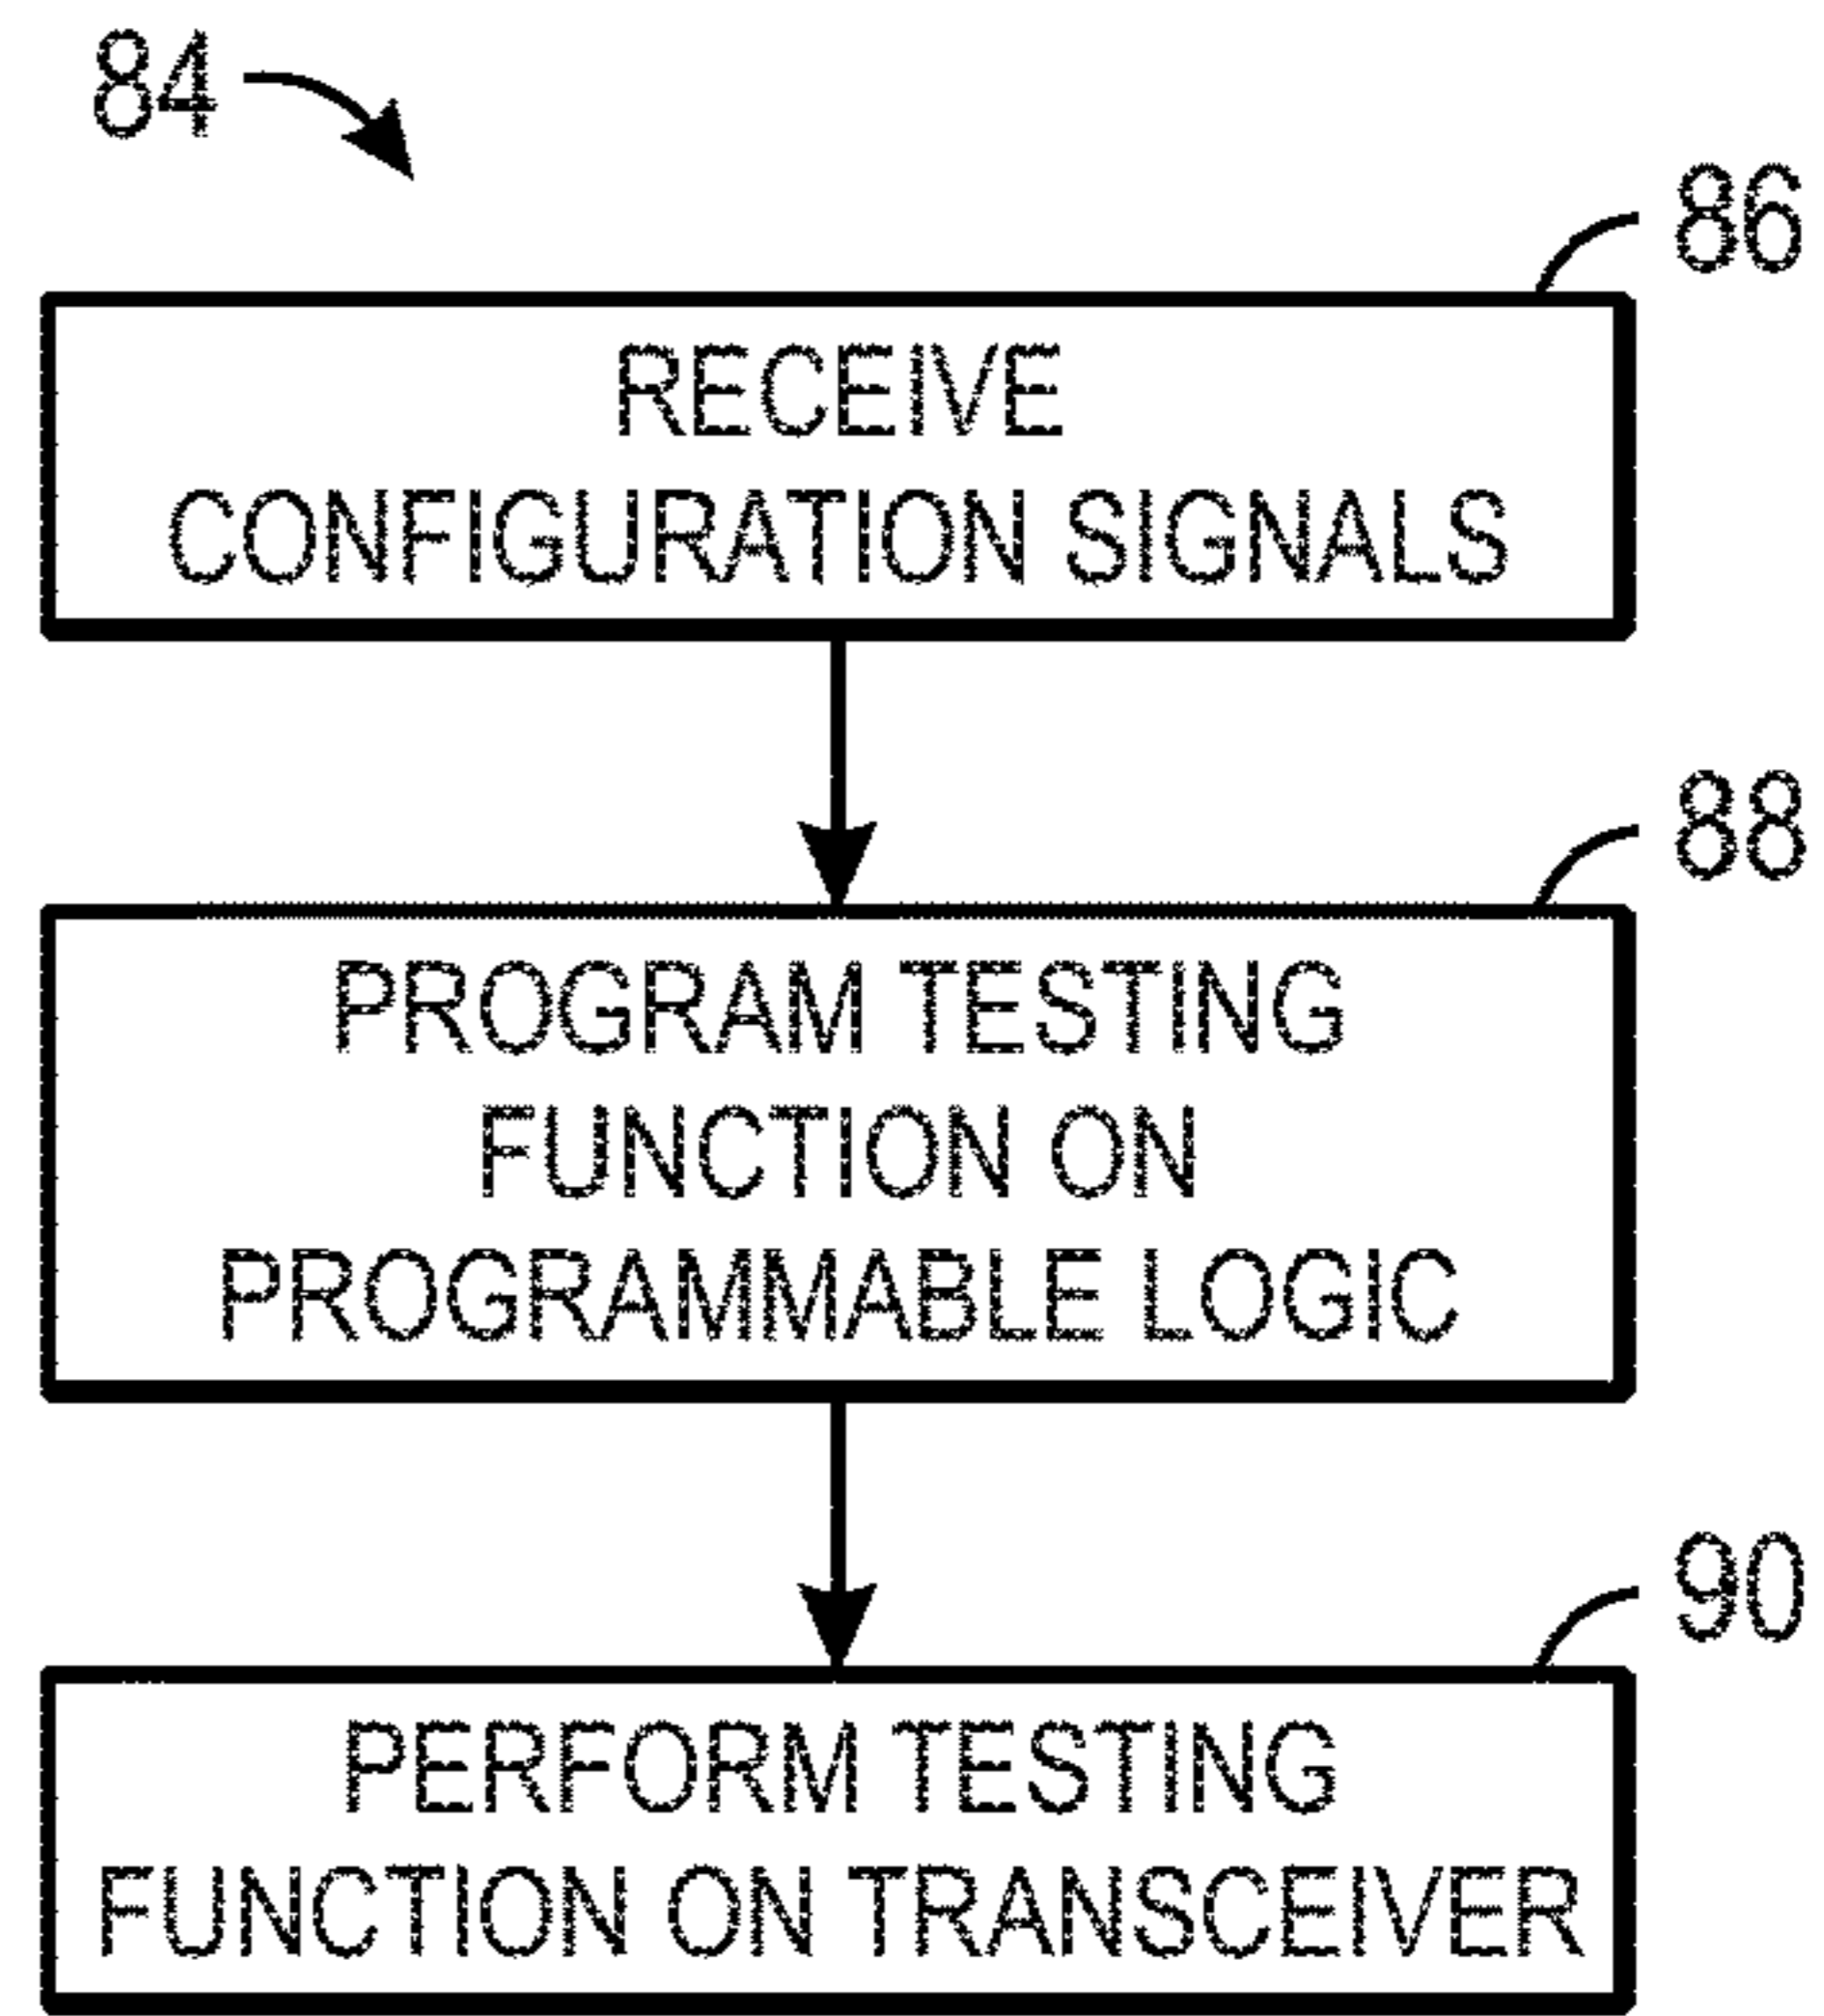 84
86
RECEIVE
CONFIGURATION SIGNALS
88
PROGRAM TESTING
FUNCTION ON
PROGRAMMABLE LOGIC
90
PERFORM TESTING
FUNCTION ON TRANSCEIVER